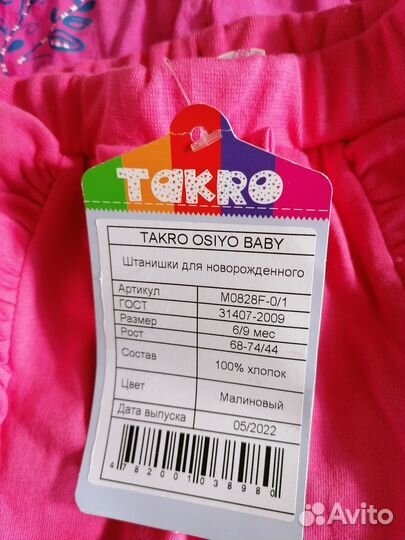 TAKRO
TAKRO OSIYO BABY
Штанишки для новорожденного
Артикул M0828F-0/1
ГОСТ 31407-2009
Размер 6/9 мес
Рост 68-74/44
Состав 100% хлопок
Цвет Малиновый
Дата выпуска 05/2022
4782001038980
Avito